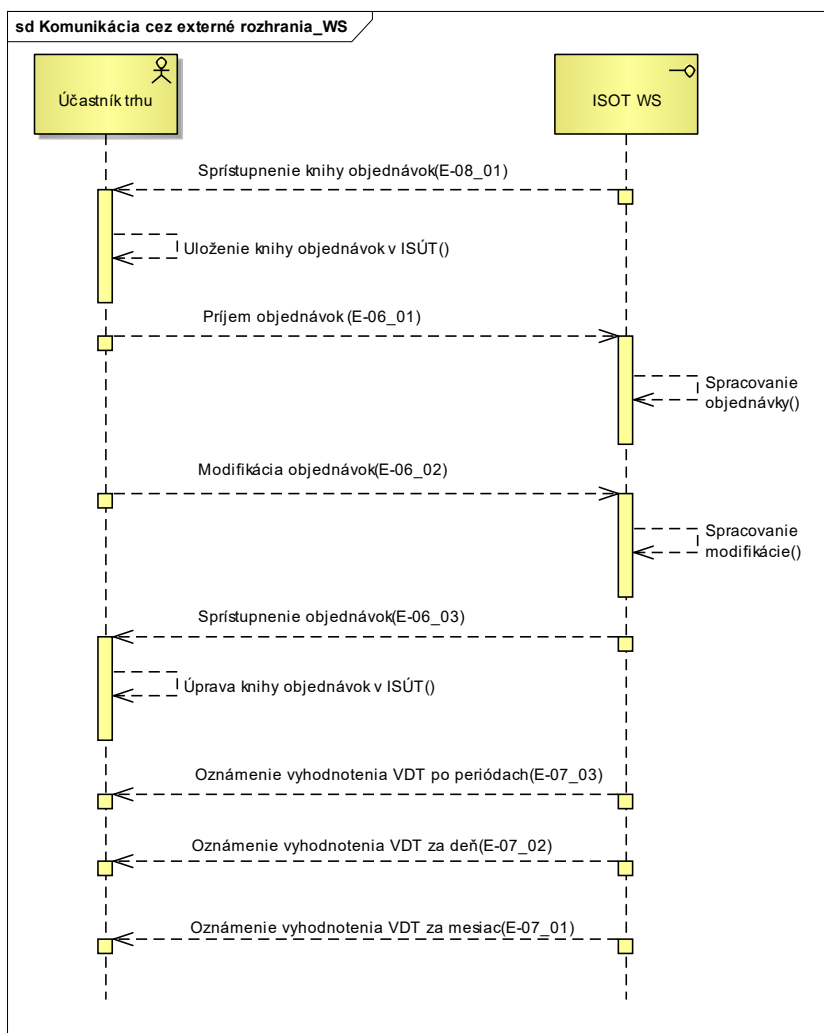 sd Komunikácia cez externé rozhrania_WS
Účastník trhu
ISOT WS
Sprístupnenie knihy objednávok(E-08_01)
Uloženie knihy objednávok v ISÚT()
Príjem objednávok (E-06_01)
Spracovanie
objednávky()
Modifikácia objednávok(E-06_02)
Spracovanie
modifikácie()
Sprístupnenie objednávok(E-06_03)
Úprava knihy objednávok v ISÚT()
Oznámenie vyhodnotenia VDT po periódach(E-07_03)
Oznámenie vyhodnotenia VDT za deň(E-07_02)
Oznámenie vyhodnotenia VDT za mesiac(E-07_01)